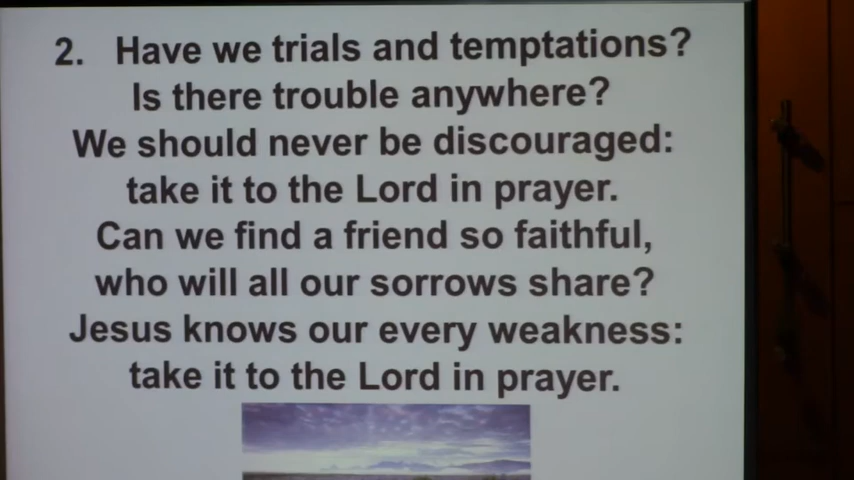 2. Have we trials and temptations?
Is there trouble anywhere?
We should never be discouraged:
take it to the Lord in prayer.
Can we find a friend so faithful,
who will all our sorrows share?
Jesus knows our every weakness:
take it to the Lord in prayer.